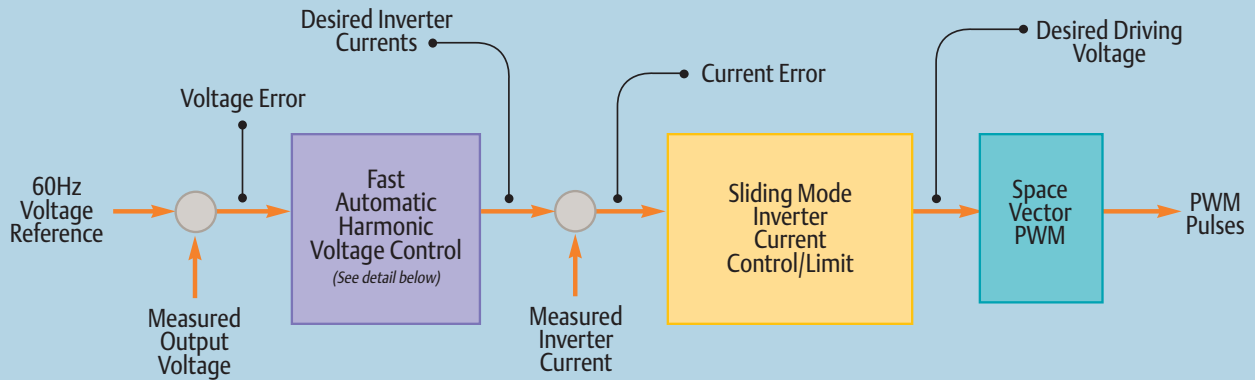 Desired Inverter
Currents
Desired Driving
Voltage
Current Error
Voltage Error
60Hz
Voltage
Reference
Fast
Automatic
Harmonic
Voltage Control
(See detail below)
Sliding Mode
Inverter
Current
Control/Limit
Space
Vector
PWM
PWM
Pulses
Measured
Output
Voltage
Measured
Inverter
Current